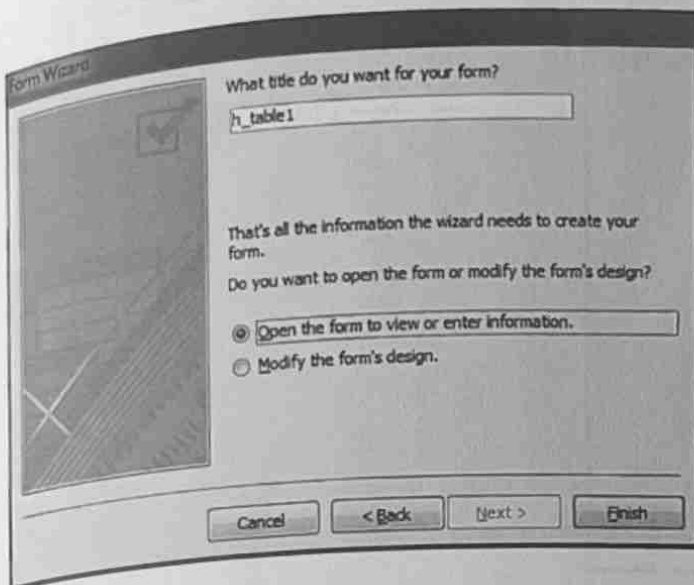 Form Wizard
What title do you want for your form?
h_table1
That's all the information the wizard needs to create your
form.
Do you want to open the form or modify the form's design?
Open the form to view or enter information.
Modify the form's design.
Cancel
< Back
Next >
Finish